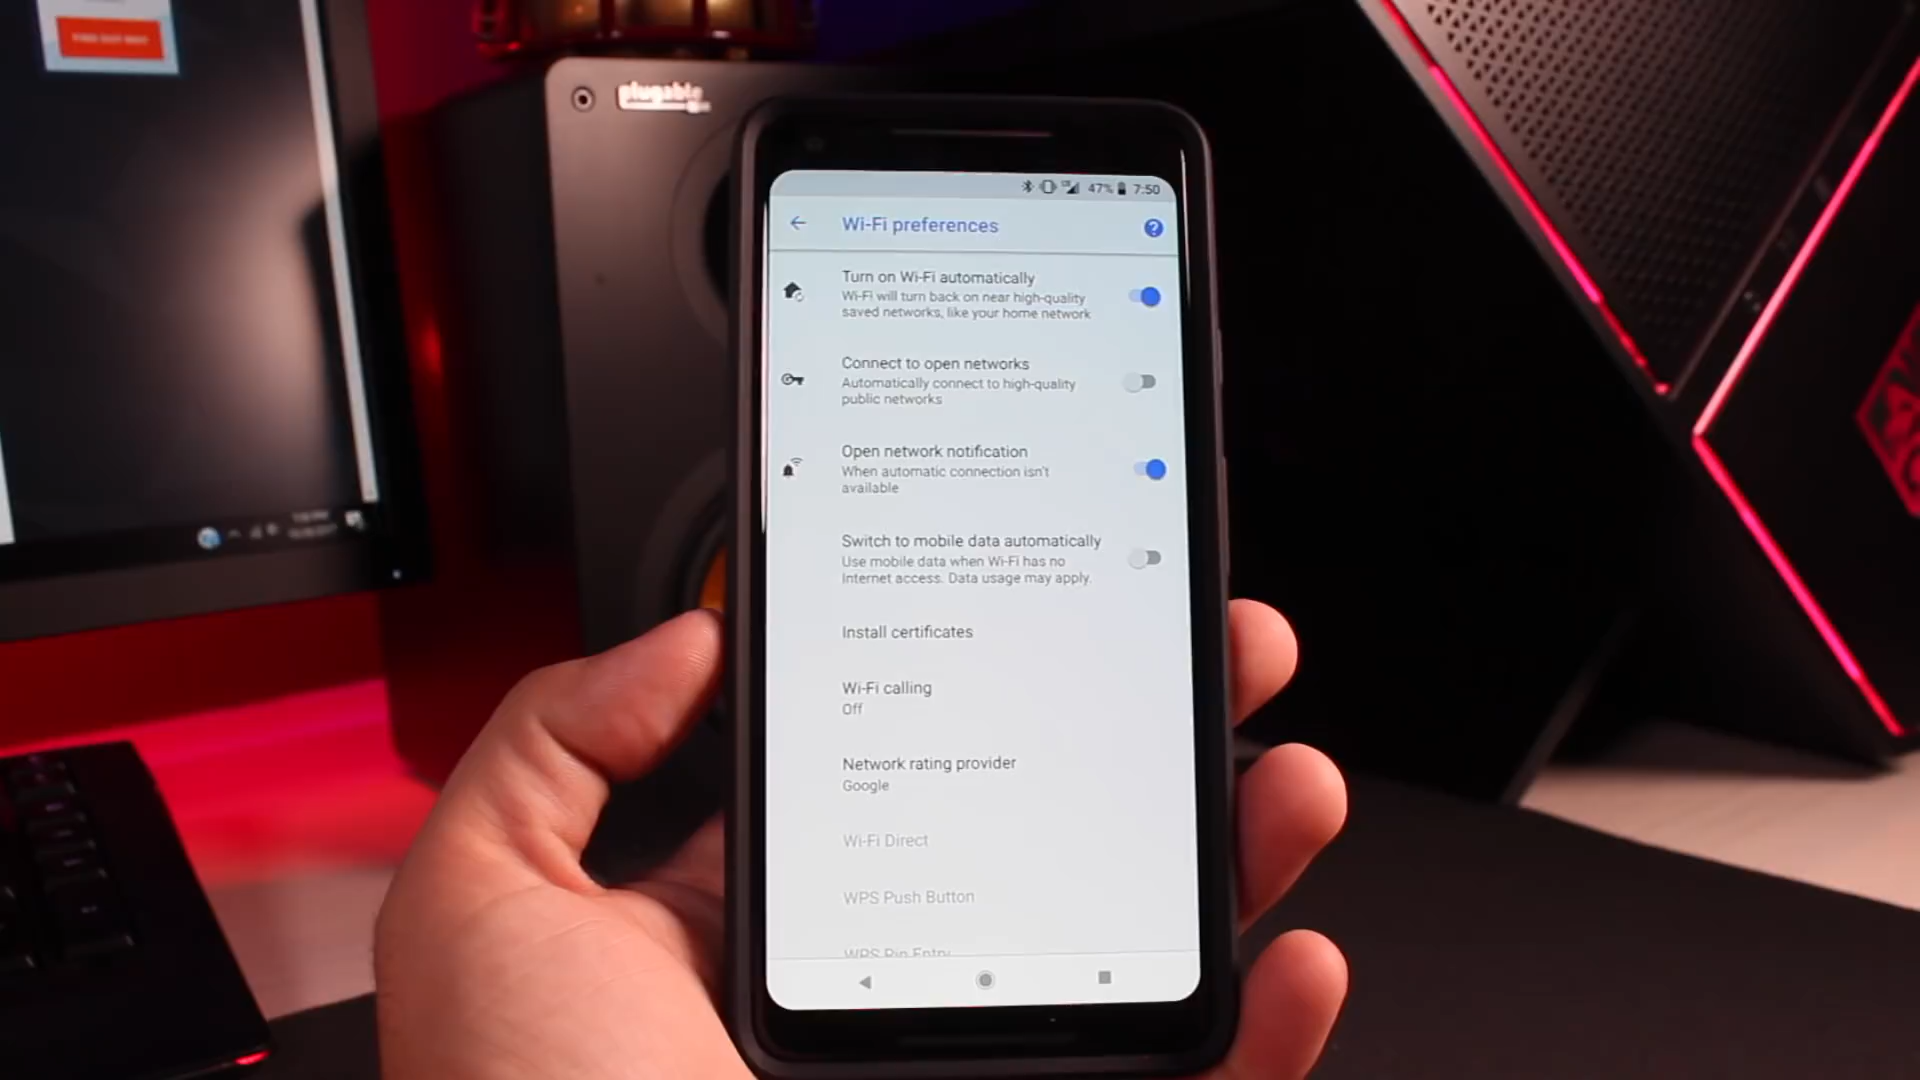 plugable
47% 7:50
Wi-Fi preferences
?
Turn on Wi-Fi automatically
Wi-Fi will turn back on near high-quality
saved networks, like your home network
Connect to open networks
Automatically connect to high-quality
public networks
Open network notification
When automatic connection isn't
available
Switch to mobile data automatically
Use mobile data when Wi-Fi has no
Internet access. Data usage may apply.
Install certificates
Wi-Fi calling
Off
Network rating provider
Google
Wi-Fi Direct
WPS Push Button
WPS Pin Entry